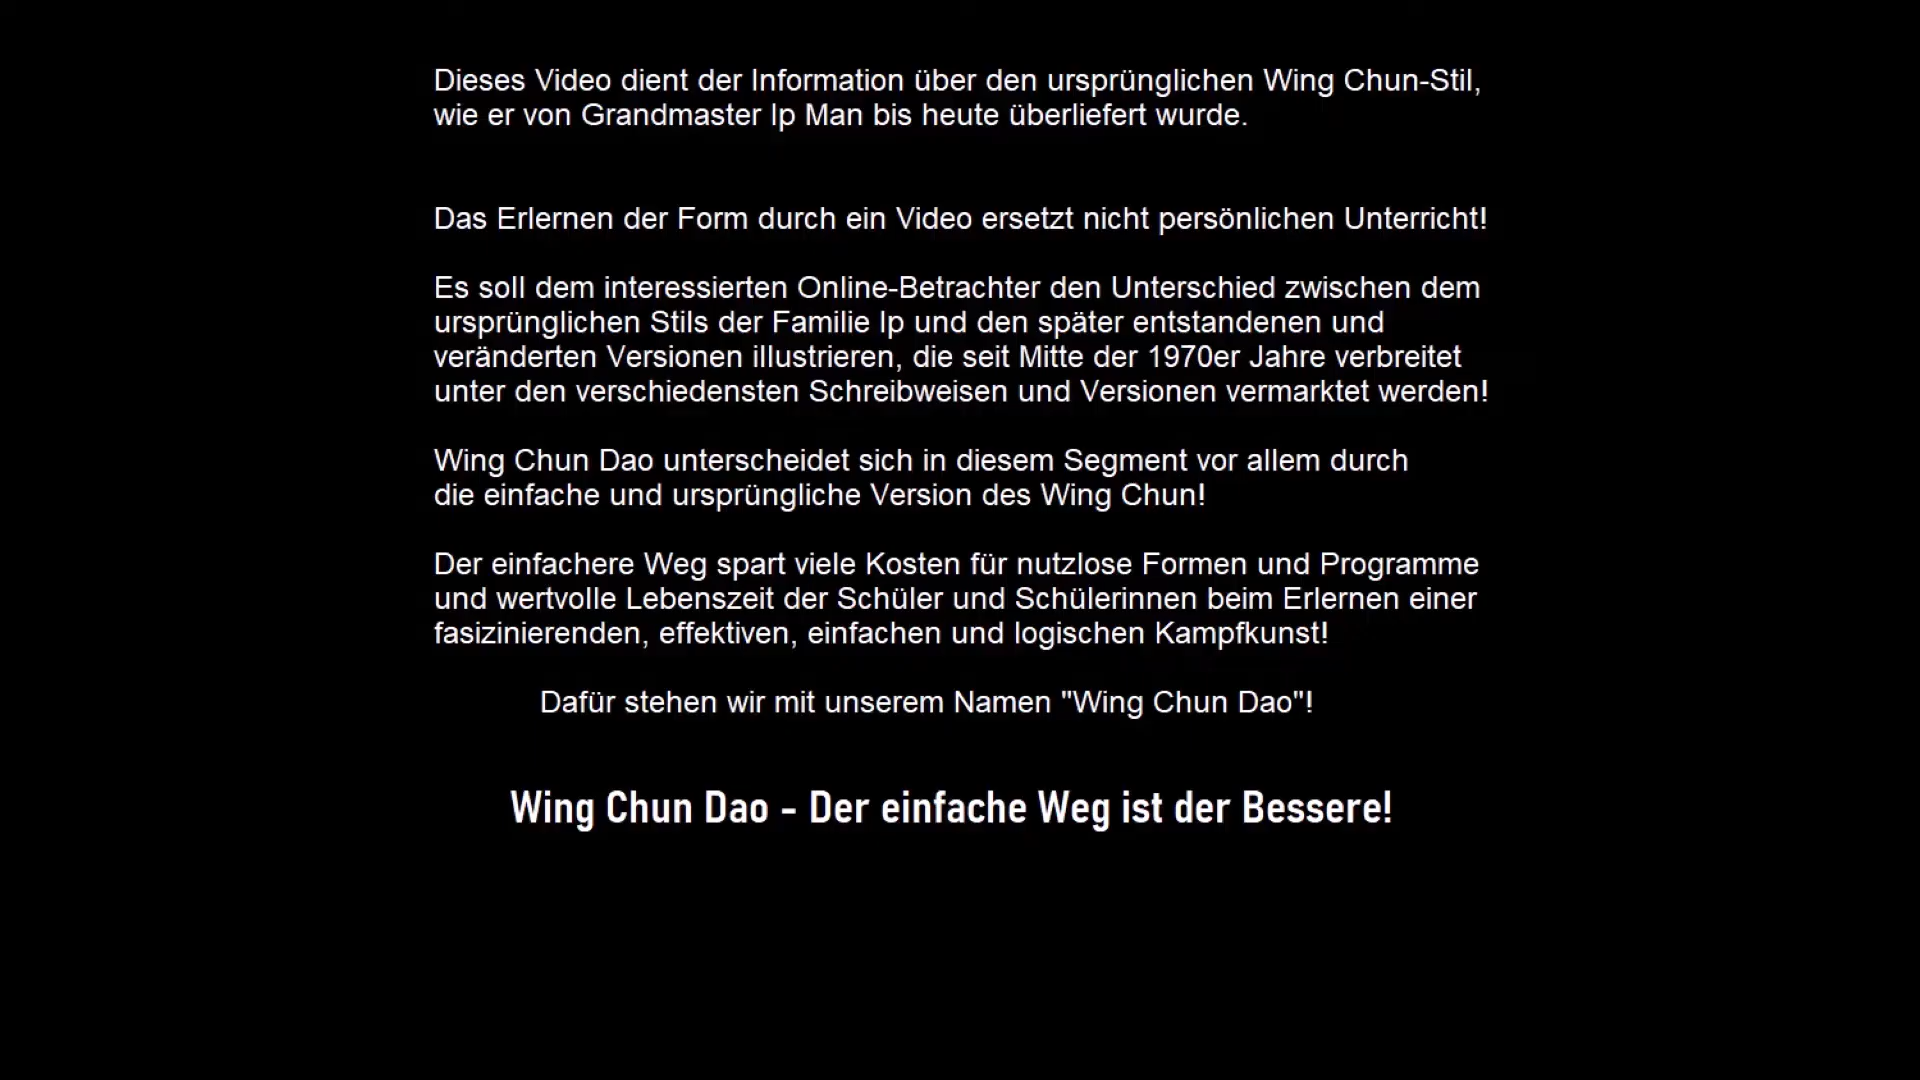 Dieses Video dient der Information über den ursprünglichen Wing Chun-Stil,
wie er von Grandmaster Ip Man bis heute überliefert wurde.
Das Erlernen der Form durch ein Video ersetzt nicht persönlichen Unterricht!
Es soll dem interessierten Online-Betrachter den Unterschied zwischen dem
ursprünglichen Stils der Familie Ip und den später entstandenen und
veränderten Versionen illustrieren, die seit Mitte der 1970er Jahre verbreitet
unter den verschiedensten Schreibweisen und Versionen vermarktet werden!
Wing Chun Dao unterscheidet sich in diesem Segment vor allem durch
die einfache und ursprüngliche Version des Wing Chun!
Der einfachere Weg spart viele Kosten für nutzlose Formen und Programme
und wertvolle Lebenszeit der Schüler und Schülerinnen beim Erlernen einer
fasizinierenden, effektiven, einfachen und logischen Kampfkunst!
Dafür stehen wir mit unserem Namen "Wing Chun Dao"!
Wing Chun Dao - Der einfache Weg ist der Bessere!